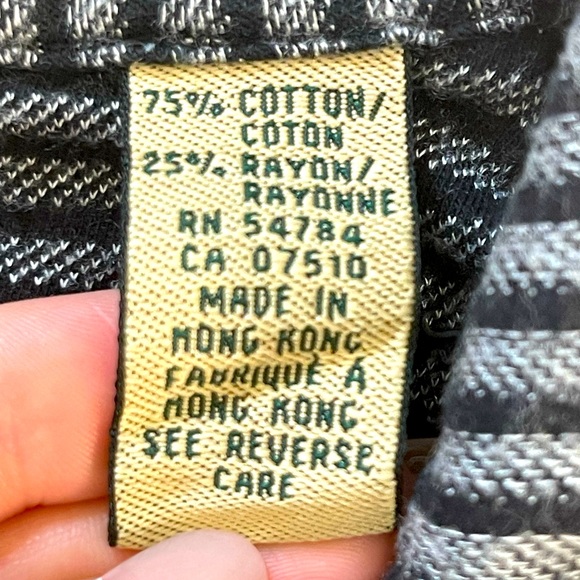 75% COTTON/
COTON
25% RAYON/
RAYONNE
RN 54784
CA 07510
MADE IN
HONG KONG
FABRIQUÉ À
HONG KONG
SEE REVERSE
CARE